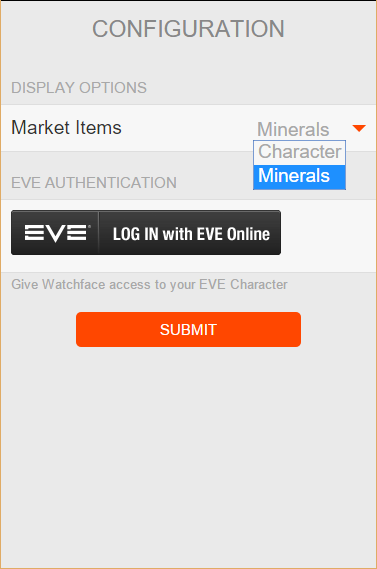 CONFIGURATION
DISPLAY OPTIONS
Market Items Minerals
Character
Minerals
EVE AUTHENTICATION
EVE® LOG IN with EVE Online
Give Watchface access to your EVE Character
SUBMIT